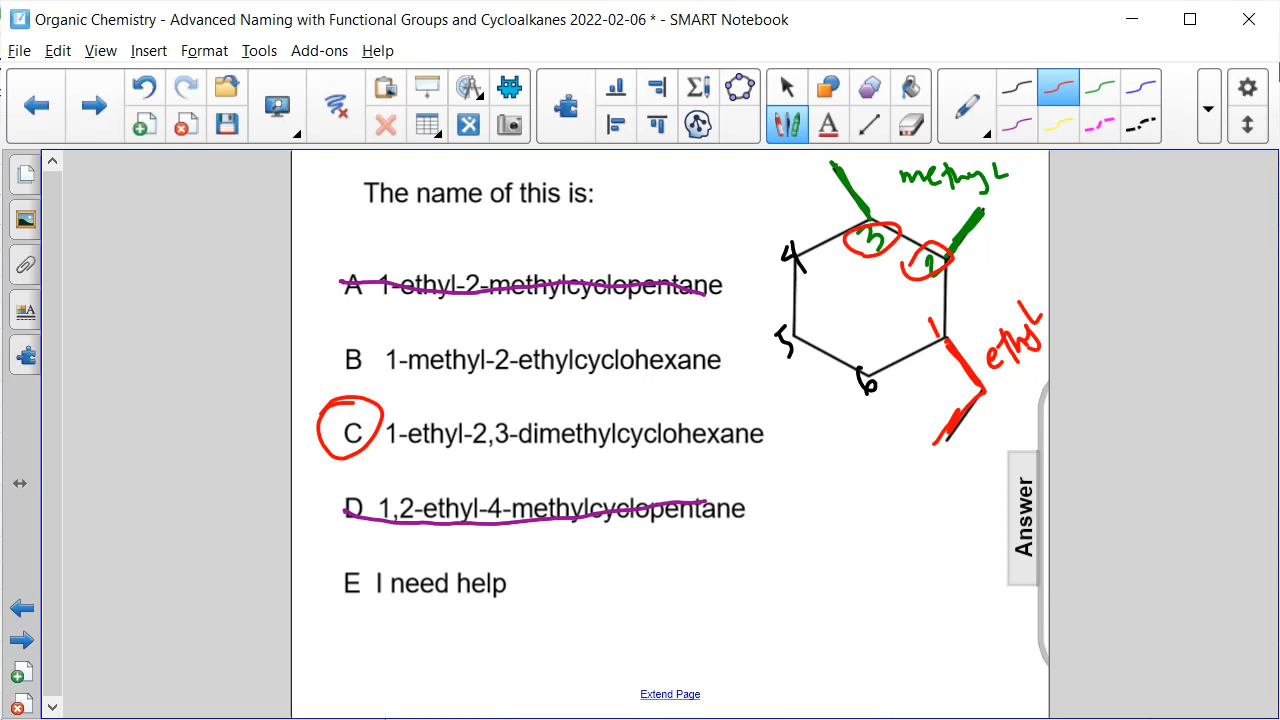 Organic Chemistry - Advanced Naming with Functional Groups and Cycloalkanes 2022-02-06 * - SMART Notebook
File Edit View Insert Format Tools Add-ons Help
The name of this is:
A 1-ethyl-2-methylcyclopentane
B 1-methyl-2-ethylcyclohexane
C 1-ethyl-2,3-dimethylcyclohexane
D 1,2-ethyl-4-methylcyclopentane
E I need help
methyl
3
2
4
1
5
6
ethyl
Answer
Extend Page